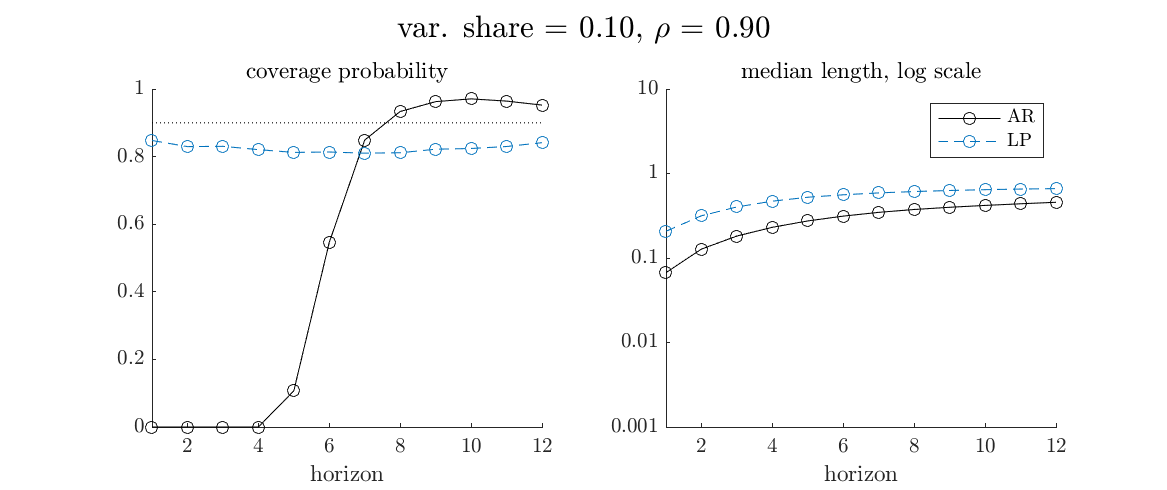 var. share = 0.10, ρ = 0.90
coverage probability
1
0.8
0.6
0.4
0.2
0
2 4 6 8 10 12
horizon
median length, log scale
10
1
0.1
0.01
0.001
2 4 6 8 10 12
horizon
AR
LP